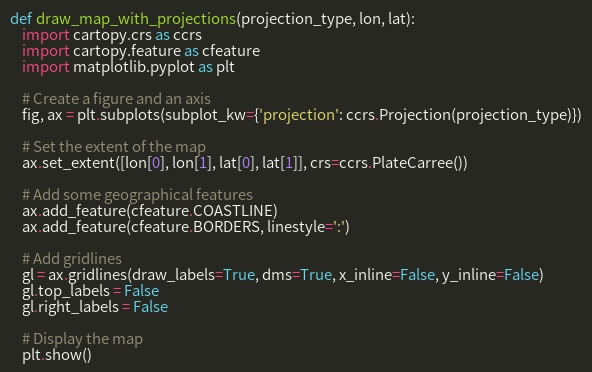 def draw_map_with_projections(projection_type, lon, lat):
    import cartopy.crs as ccrs
    import cartopy.feature as cfeature
    import matplotlib.pyplot as plt

    # Create a figure and an axis
    fig, ax = plt.subplots(subplot_kw={'projection': ccrs.Projection(projection_type)})

    # Set the extent of the map
    ax.set_extent([[lon[0], lon[1], lat[0], lat[1]], crs=ccrs.PlateCarree())

    # Add some geographical features
    ax.add_feature(cfeature.COASTLINE)
    ax.add_feature(cfeature.BORDERS, linestyle=':')

    # Add gridlines
    gl = ax.gridlines(draw_labels=True, dms=True, x_inline=False, y_inline=False)
    gl.top_labels = False
    gl.right_labels = False

    # Display the map
    plt.show()